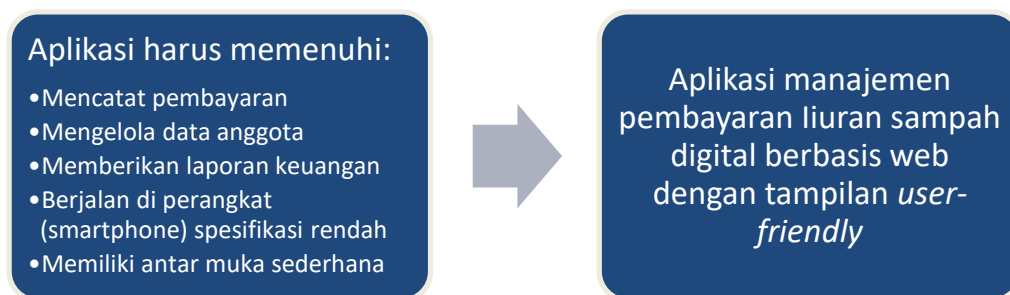 Aplikasi harus memenuhi:
•Mencatat pembayaran
•Mengelola data anggota
•Memberikan laporan keuangan
•Berjalan di perangkat
(smartphone) spesifikasi rendah
•Memiliki antar muka sederhana
Aplikasi manajemen
pembayaran Iiuran sampah
digital berbasis web
dengan tampilan user-
friendly